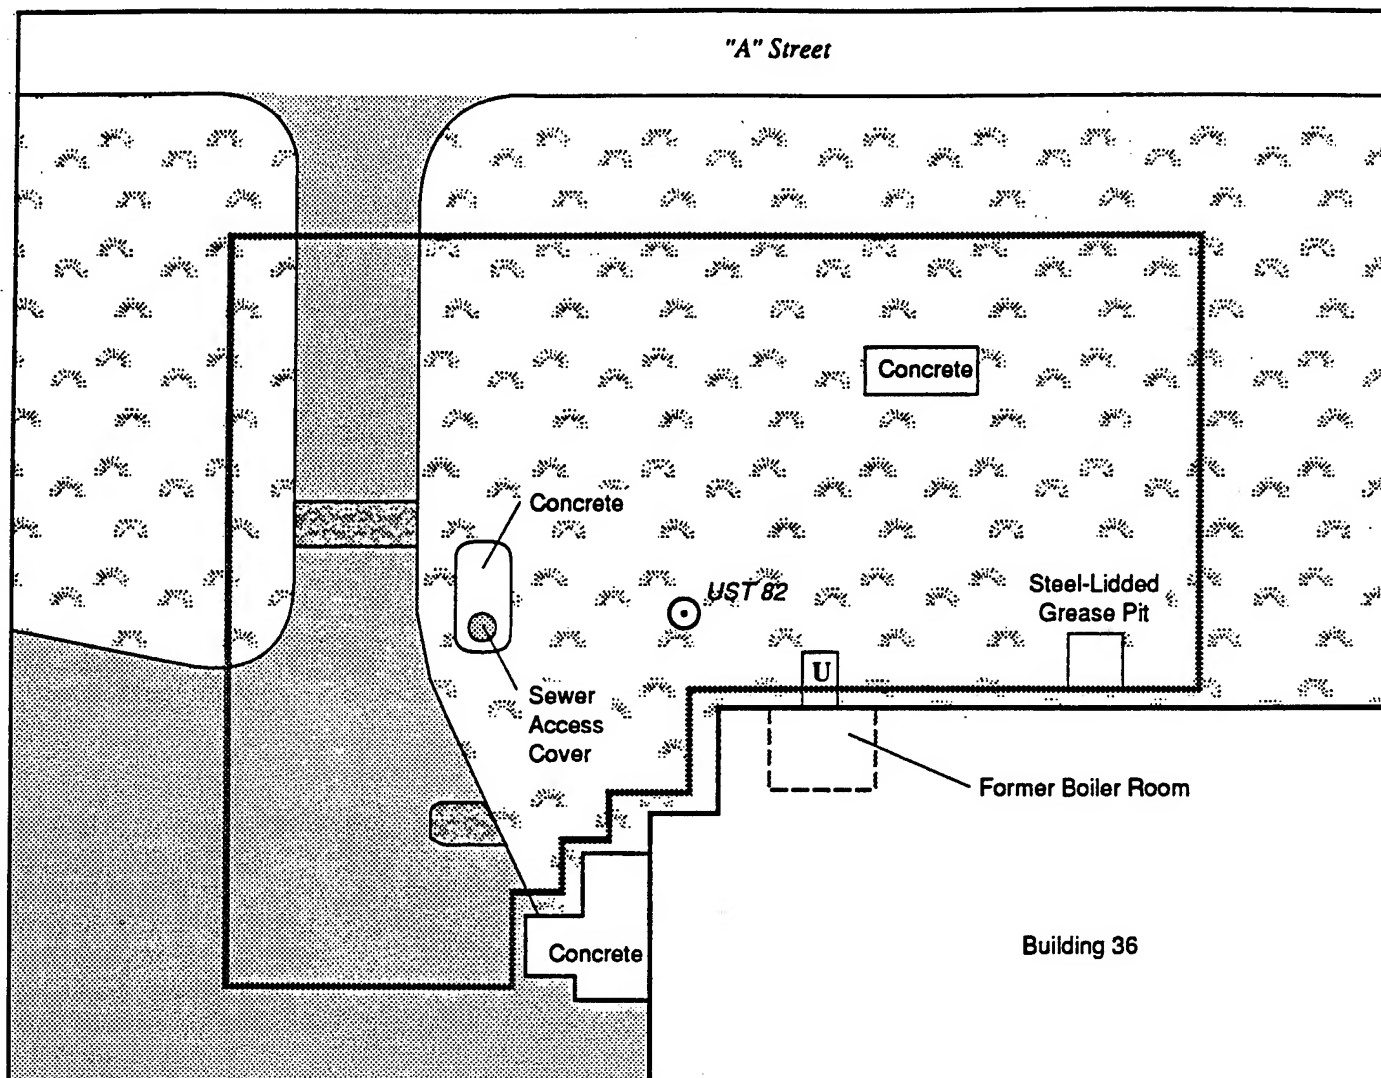 "A" Street
Concrete
Concrete
UST 82
Steel-Lidded
Grease Pit
U
Sewer
Access
Cover
Former Boiler Room
Concrete
Building 36